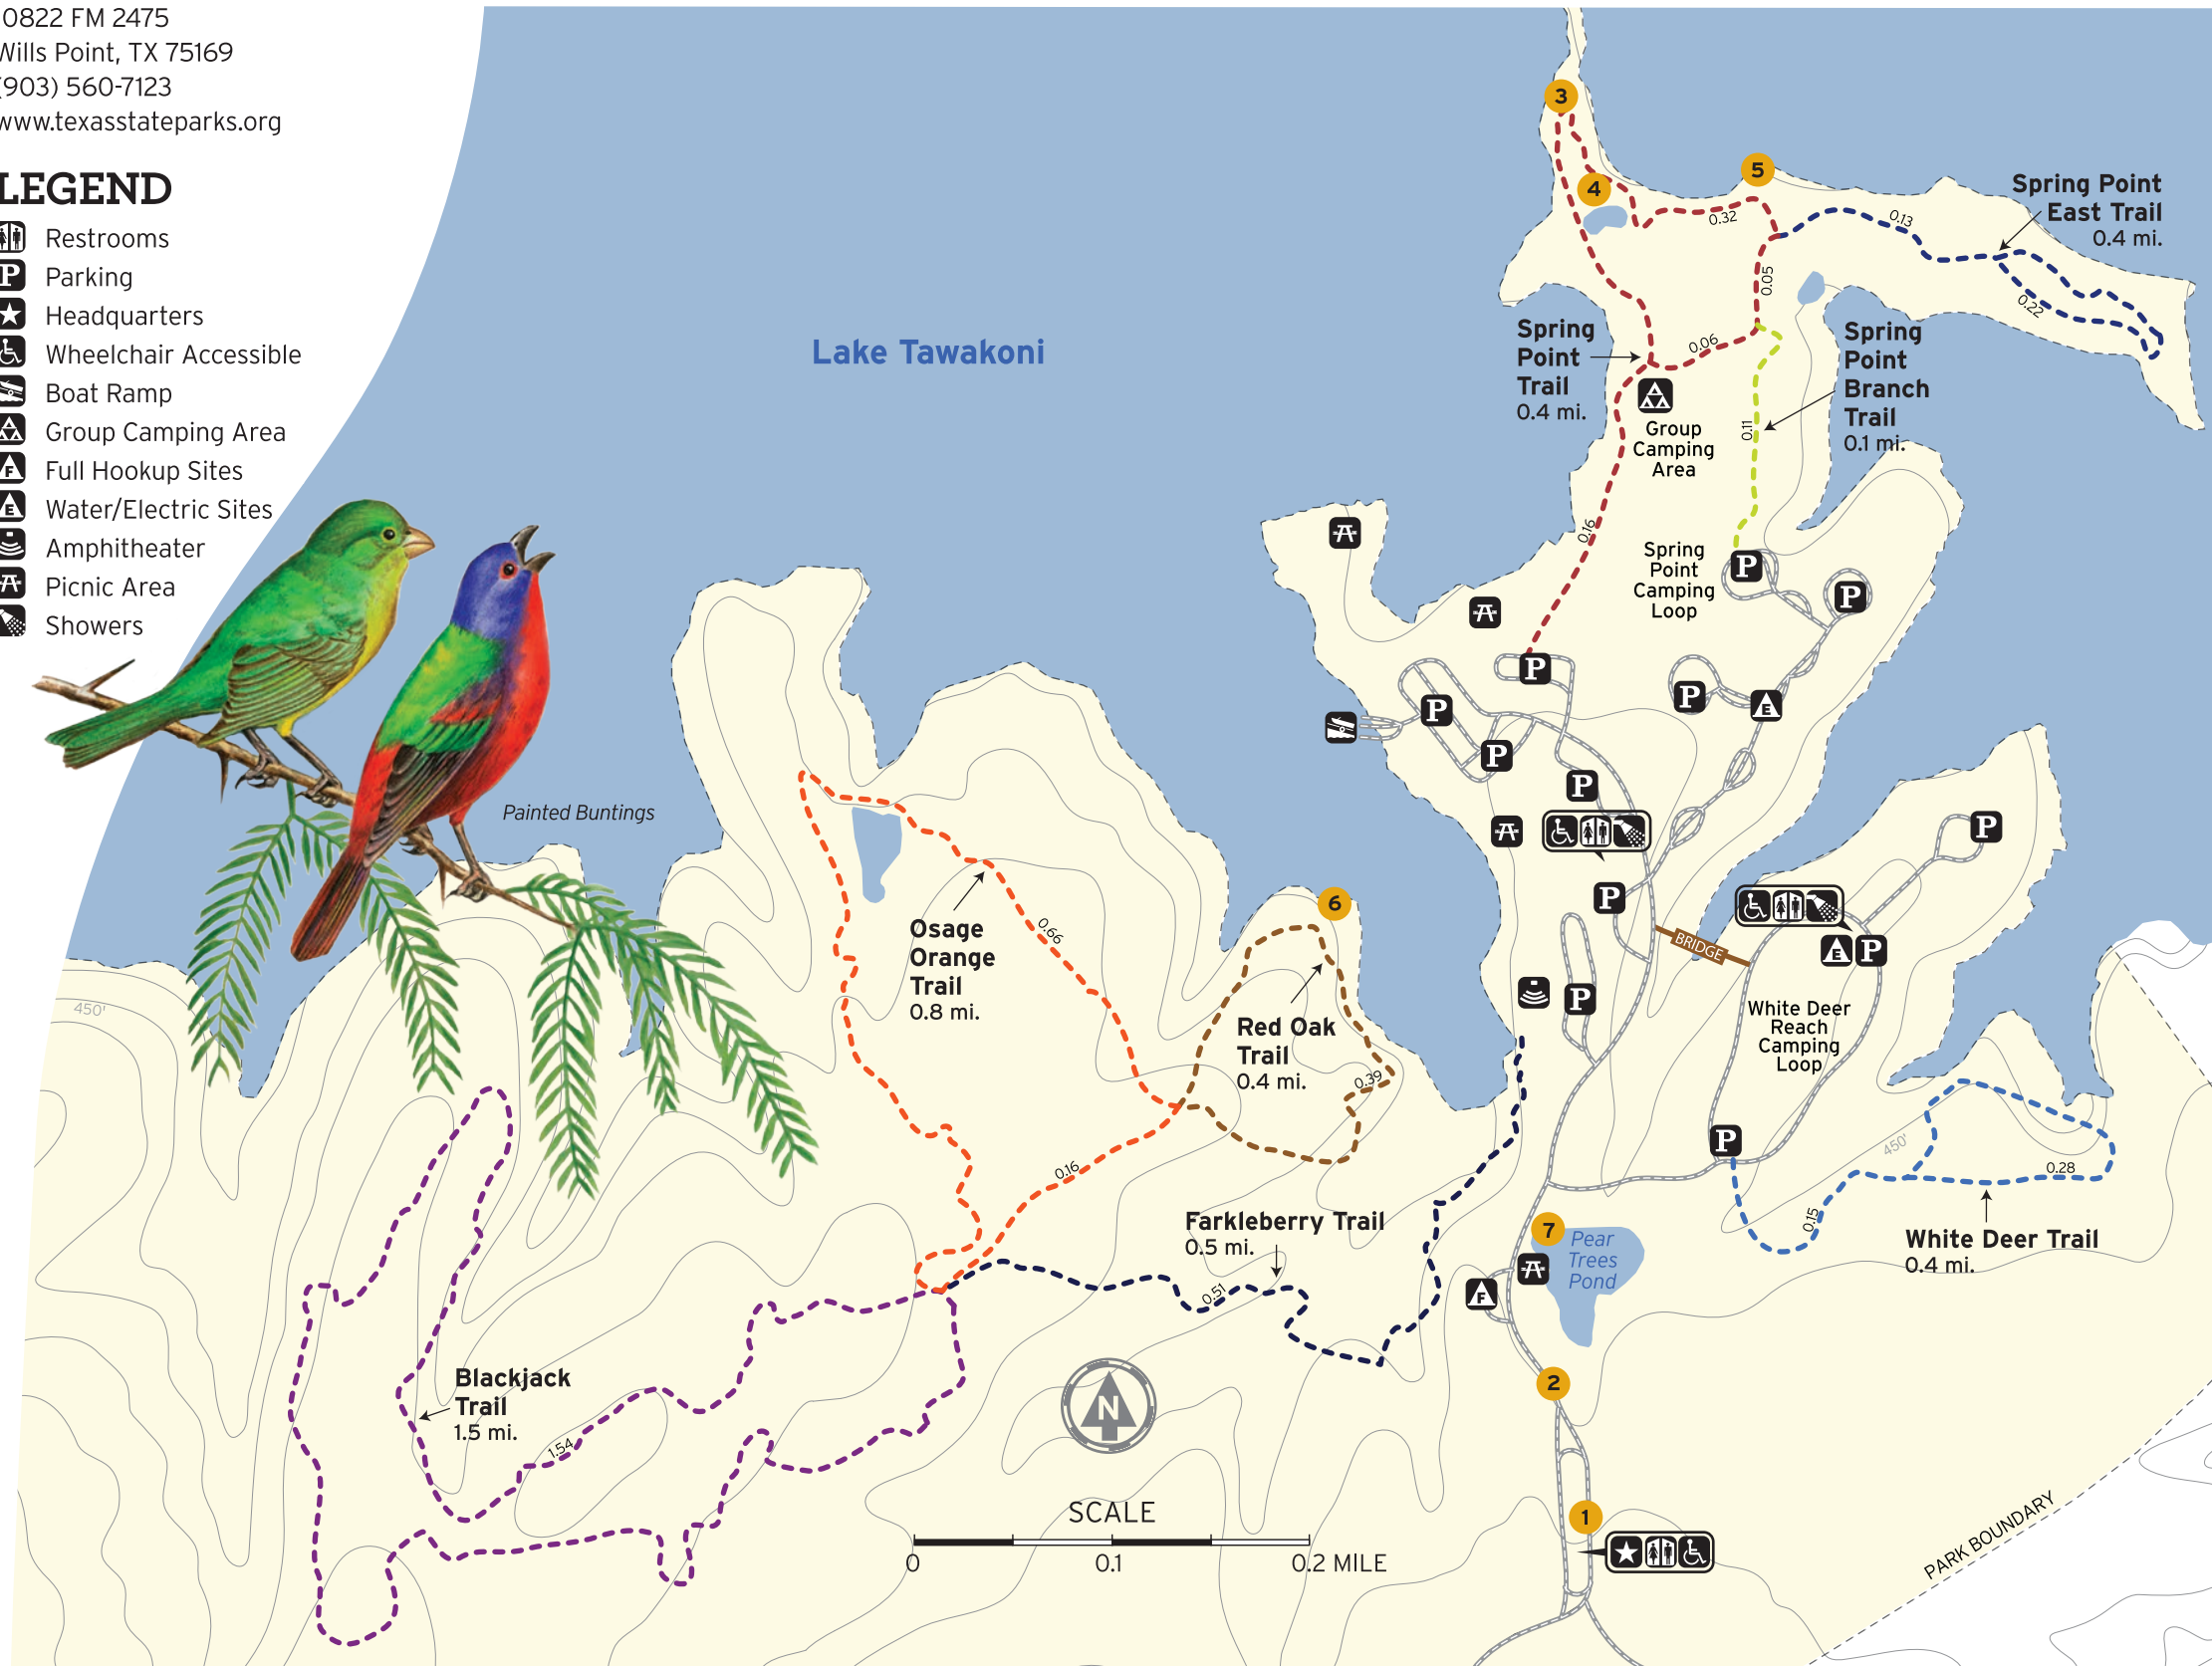 0822 FM 2475
Wills Point, TX 75169
(903) 560-7123
www.texasstateparks.org
LEGEND
Restrooms
P Parking
Headquarters
Wheelchair Accessible
Boat Ramp
Group Camping Area
F Full Hookup Sites
E Water/Electric Sites
Amphitheater
Picnic Area
Showers
Painted Buntings
Lake Tawakoni
3
4
5
0.32
0.13
Spring Point
East Trail
0.4 mi.
0.05
0.22
0.06
Spring
Point
Trail
0.4 mi.
Spring
Point
Branch
Trail
0.1 mi.
0.11
Group
Camping
Area
0.16
Spring
Point
Camping
Loop
P
P
P
P
E
P
P
P
P
P
BRIDGE
E
P
P
White Deer
Reach
Camping
Loop
P
6
Osage
Orange
Trail
0.8 mi.
0.66
Red Oak
Trail
0.4 mi.
0.39
0.16
450'
450'
0.28
0.15
White Deer Trail
0.4 mi.
Farkleberry Trail
0.5 mi.
0.51
7
Pear
Trees
Pond
F
2
Blackjack
Trail
1.5 mi.
1.54
N
SCALE
0
0.1
0.2 MILE
1
PARK BOUNDARY